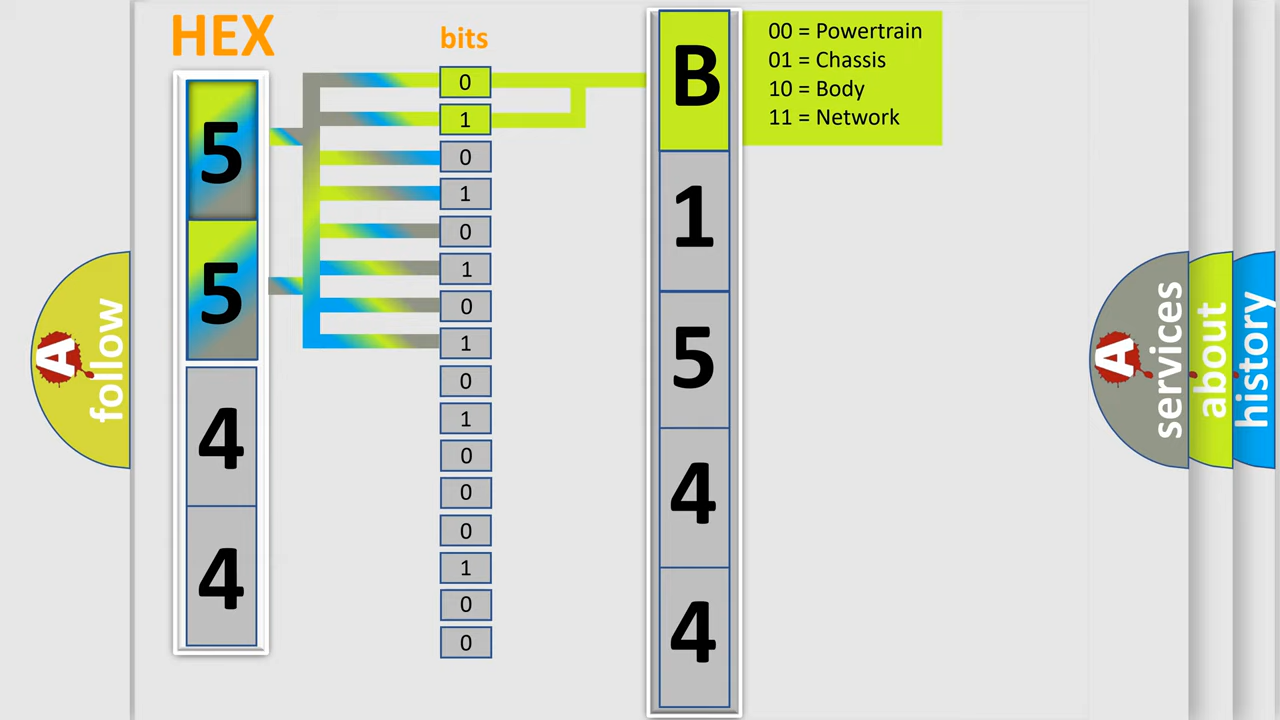 HEX
bits
5
5
4
4
0
1
0
1
0
1
0
1
0
1
0
0
0
1
0
0
B
1
5
4
4
00 = Powertrain
01 = Chassis
10 = Body
11 = Network
A
follow
A
services
about
history